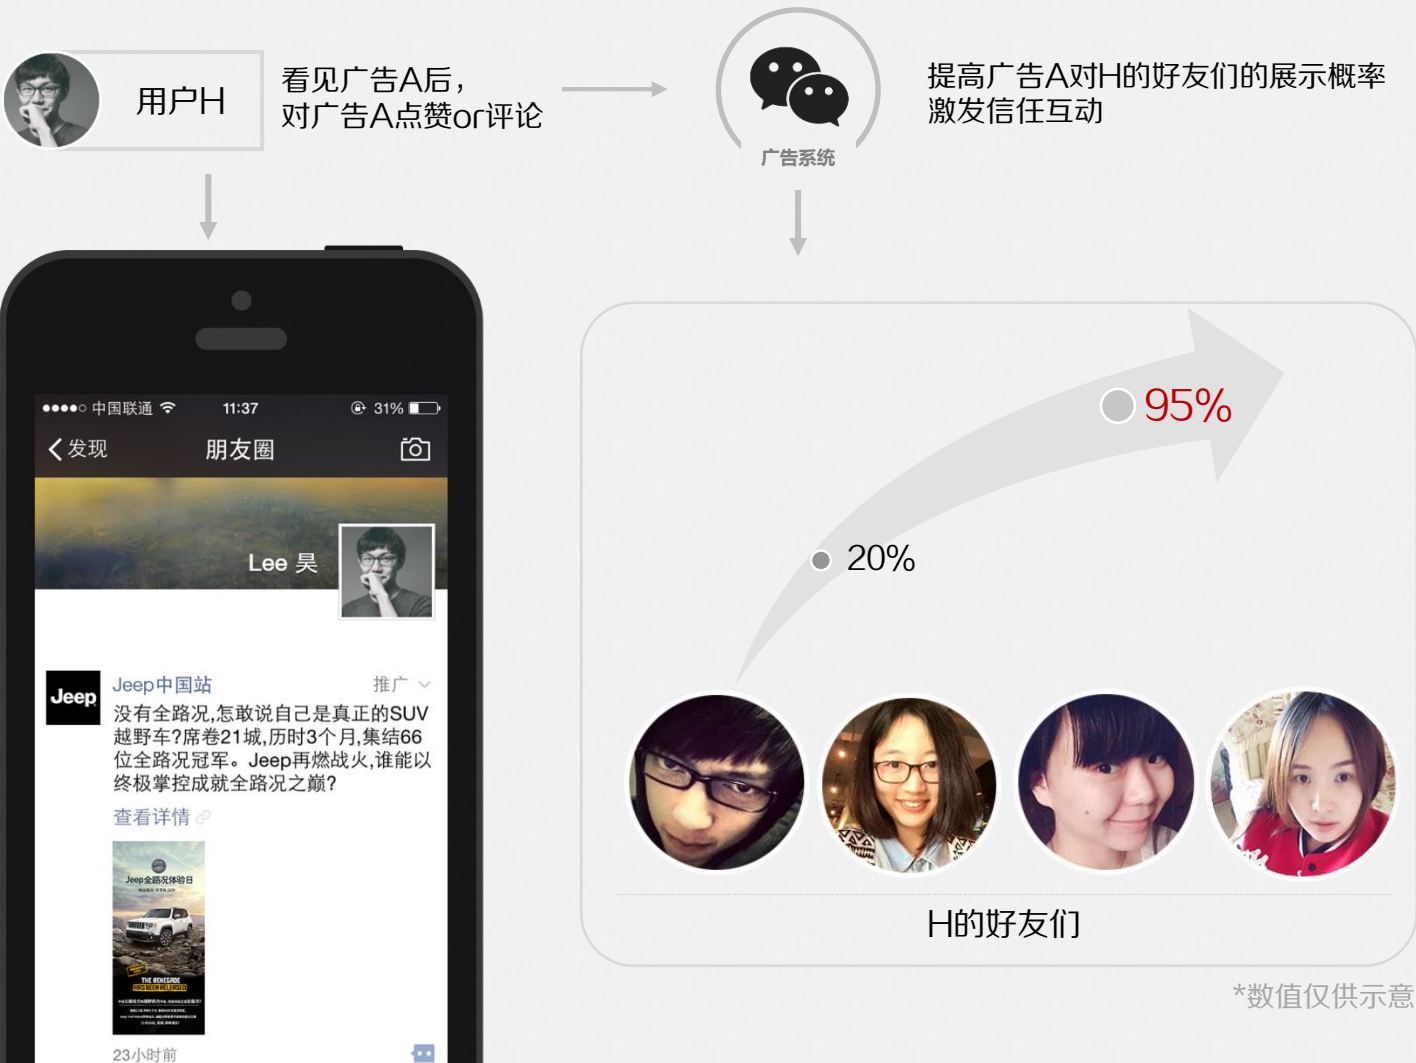 用户H
看见广告A后，
对广告A点赞or评论
广告系统
提高广告A对H的好友们的展示概率
激发信任互动
中国联通 11:37 31%
发现 朋友圈
Lee 昊
Jeep
Jeep中国站 推广
没有全路况,怎敢说自己是真正的SUV
越野车?席卷21城,历时3个月,集结66
位全路况冠军。Jeep再燃战火,谁能以
终极掌控成就全路况之巅?
查看详情
Jeep全路况体验日
THE RENEGADE
HAS BEEN RELEASED
23小时前
95%
20%
H的好友们
*数值仅供示意